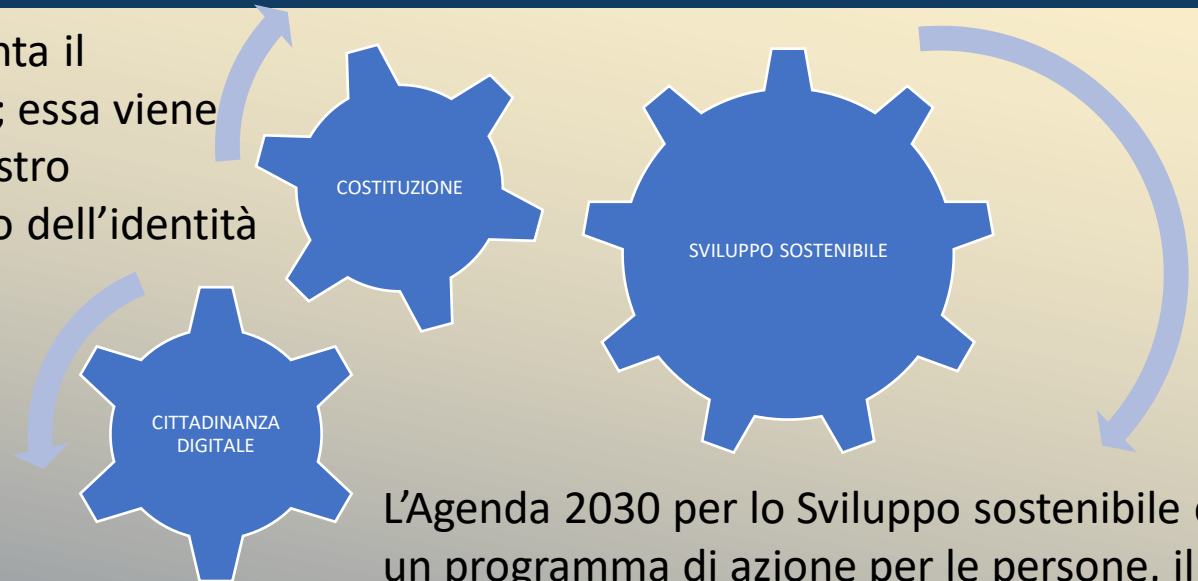 nta il
; essa viene
stro
o dell’identità
COSTITUZIONE
SVILUPPO SOSTENIBILE
CITTADINANZA
DIGITALE
L’Agenda 2030 per lo Sviluppo sostenibile
un programma di azione per le persone, il